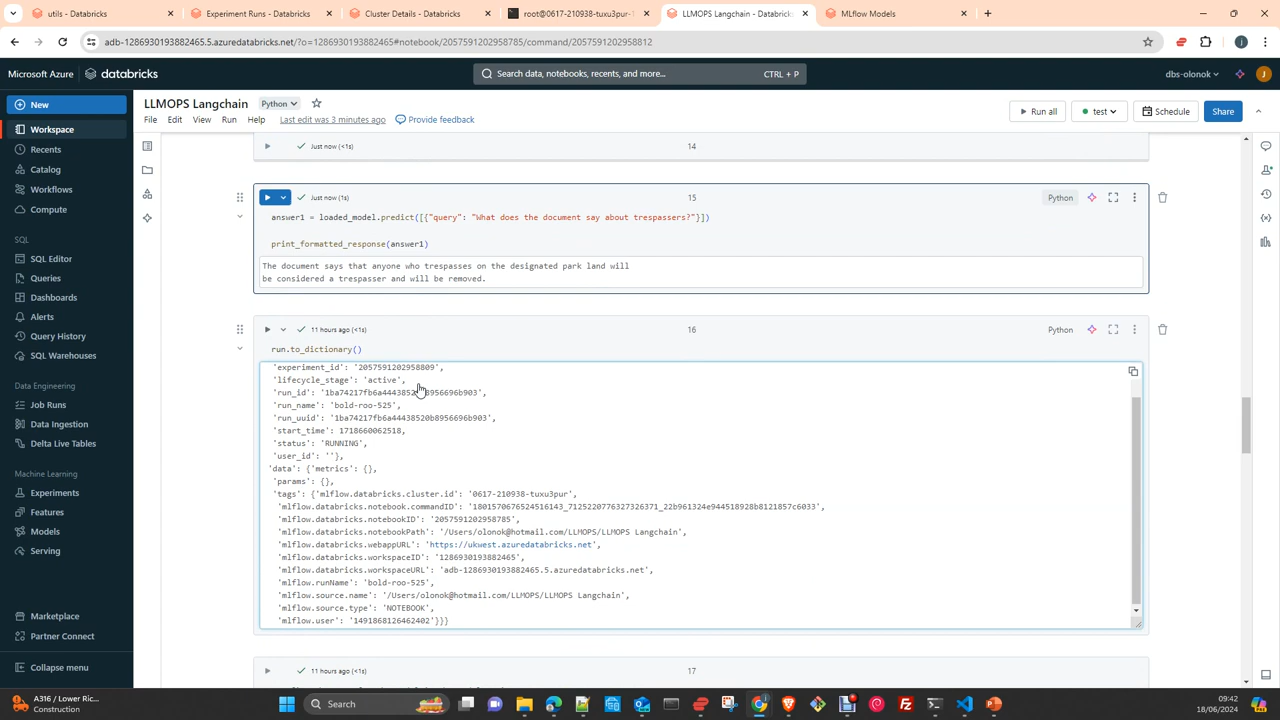 utils - Databricks
Experiment Runs - Databricks
Cluster Details - Databricks
root@0617-210938-tuxu3pur-1
LLMOPS Langchain - Databricks
MLflow Models
adb-1286930193882465.5.azuredatabricks.net/?o=1286930193882465#notebook/2057591202958785/command/2057591202958812
Microsoft Azure
databricks
Search data, notebooks, recents, and more...
CTRL + P
dbs-olonok
J
New
Workspace
Recents
Catalog
Workflows
Compute
SQL
SQL Editor
Queries
Dashboards
Alerts
Query History
SQL Warehouses
Data Engineering
Job Runs
Data Ingestion
Delta Live Tables
Machine Learning
Experiments
Features
Models
Serving
Marketplace
Partner Connect
Collapse menu
LLMOPS Langchain
Python
File Edit View Run Help
Last edit was 3 minutes ago
Provide feedback
Run all
test
Schedule
Share
Just now (<1s)
14
Just now (1s)
15
Python
answer1 = loaded_model.predict([{"query": "What does the document say about trespassers?"}])
print_formatted_response(answer1)
The document says that anyone who trespasses on the designated park land will
be considered a trespasser and will be removed.
11 hours ago (<1s)
16
Python
run.to_dictionary()
'experiment_id': '2057591202958809',
'lifecycle_stage': 'active',
'run_id': '1ba74217fb6a44438520b8956696b903',
'run_name': 'bold-roo-525',
'run_uuid': '1ba74217fb6a44438520b8956696b903',
'start_time': 1718660062518,
'status': 'RUNNING',
'user_id': ''},
'data': {'metrics': {},
'params': {},
'tags': {'mlflow.databricks.cluster.id': '0617-210938-tuxu3pur',
'mlflow.databricks.notebook.commandID': '1801570676524516143_7125220776327326371_22b961324e944518928b8121857c6033',
'mlflow.databricks.notebookID': '2057591202958785',
'mlflow.databricks.notebookPath': '/Users/olonok@hotmail.com/LLMOPS/LLMOPS Langchain',
'mlflow.databricks.webappURL': 'https://ukwest.azuredatabricks.net',
'mlflow.databricks.workspaceID': '1286930193882465',
'mlflow.databricks.workspaceURL': 'adb-1286930193882465.5.azuredatabricks.net',
'mlflow.runName': 'bold-roo-525',
'mlflow.source.name': '/Users/olonok@hotmail.com/LLMOPS/LLMOPS Langchain',
'mlflow.source.type': 'NOTEBOOK',
'mlflow.user': '1491868126462402'}}}
11 hours ago (<1s)
17
A316 / Lower Ric...
Construction
Search
09:42
18/06/2024